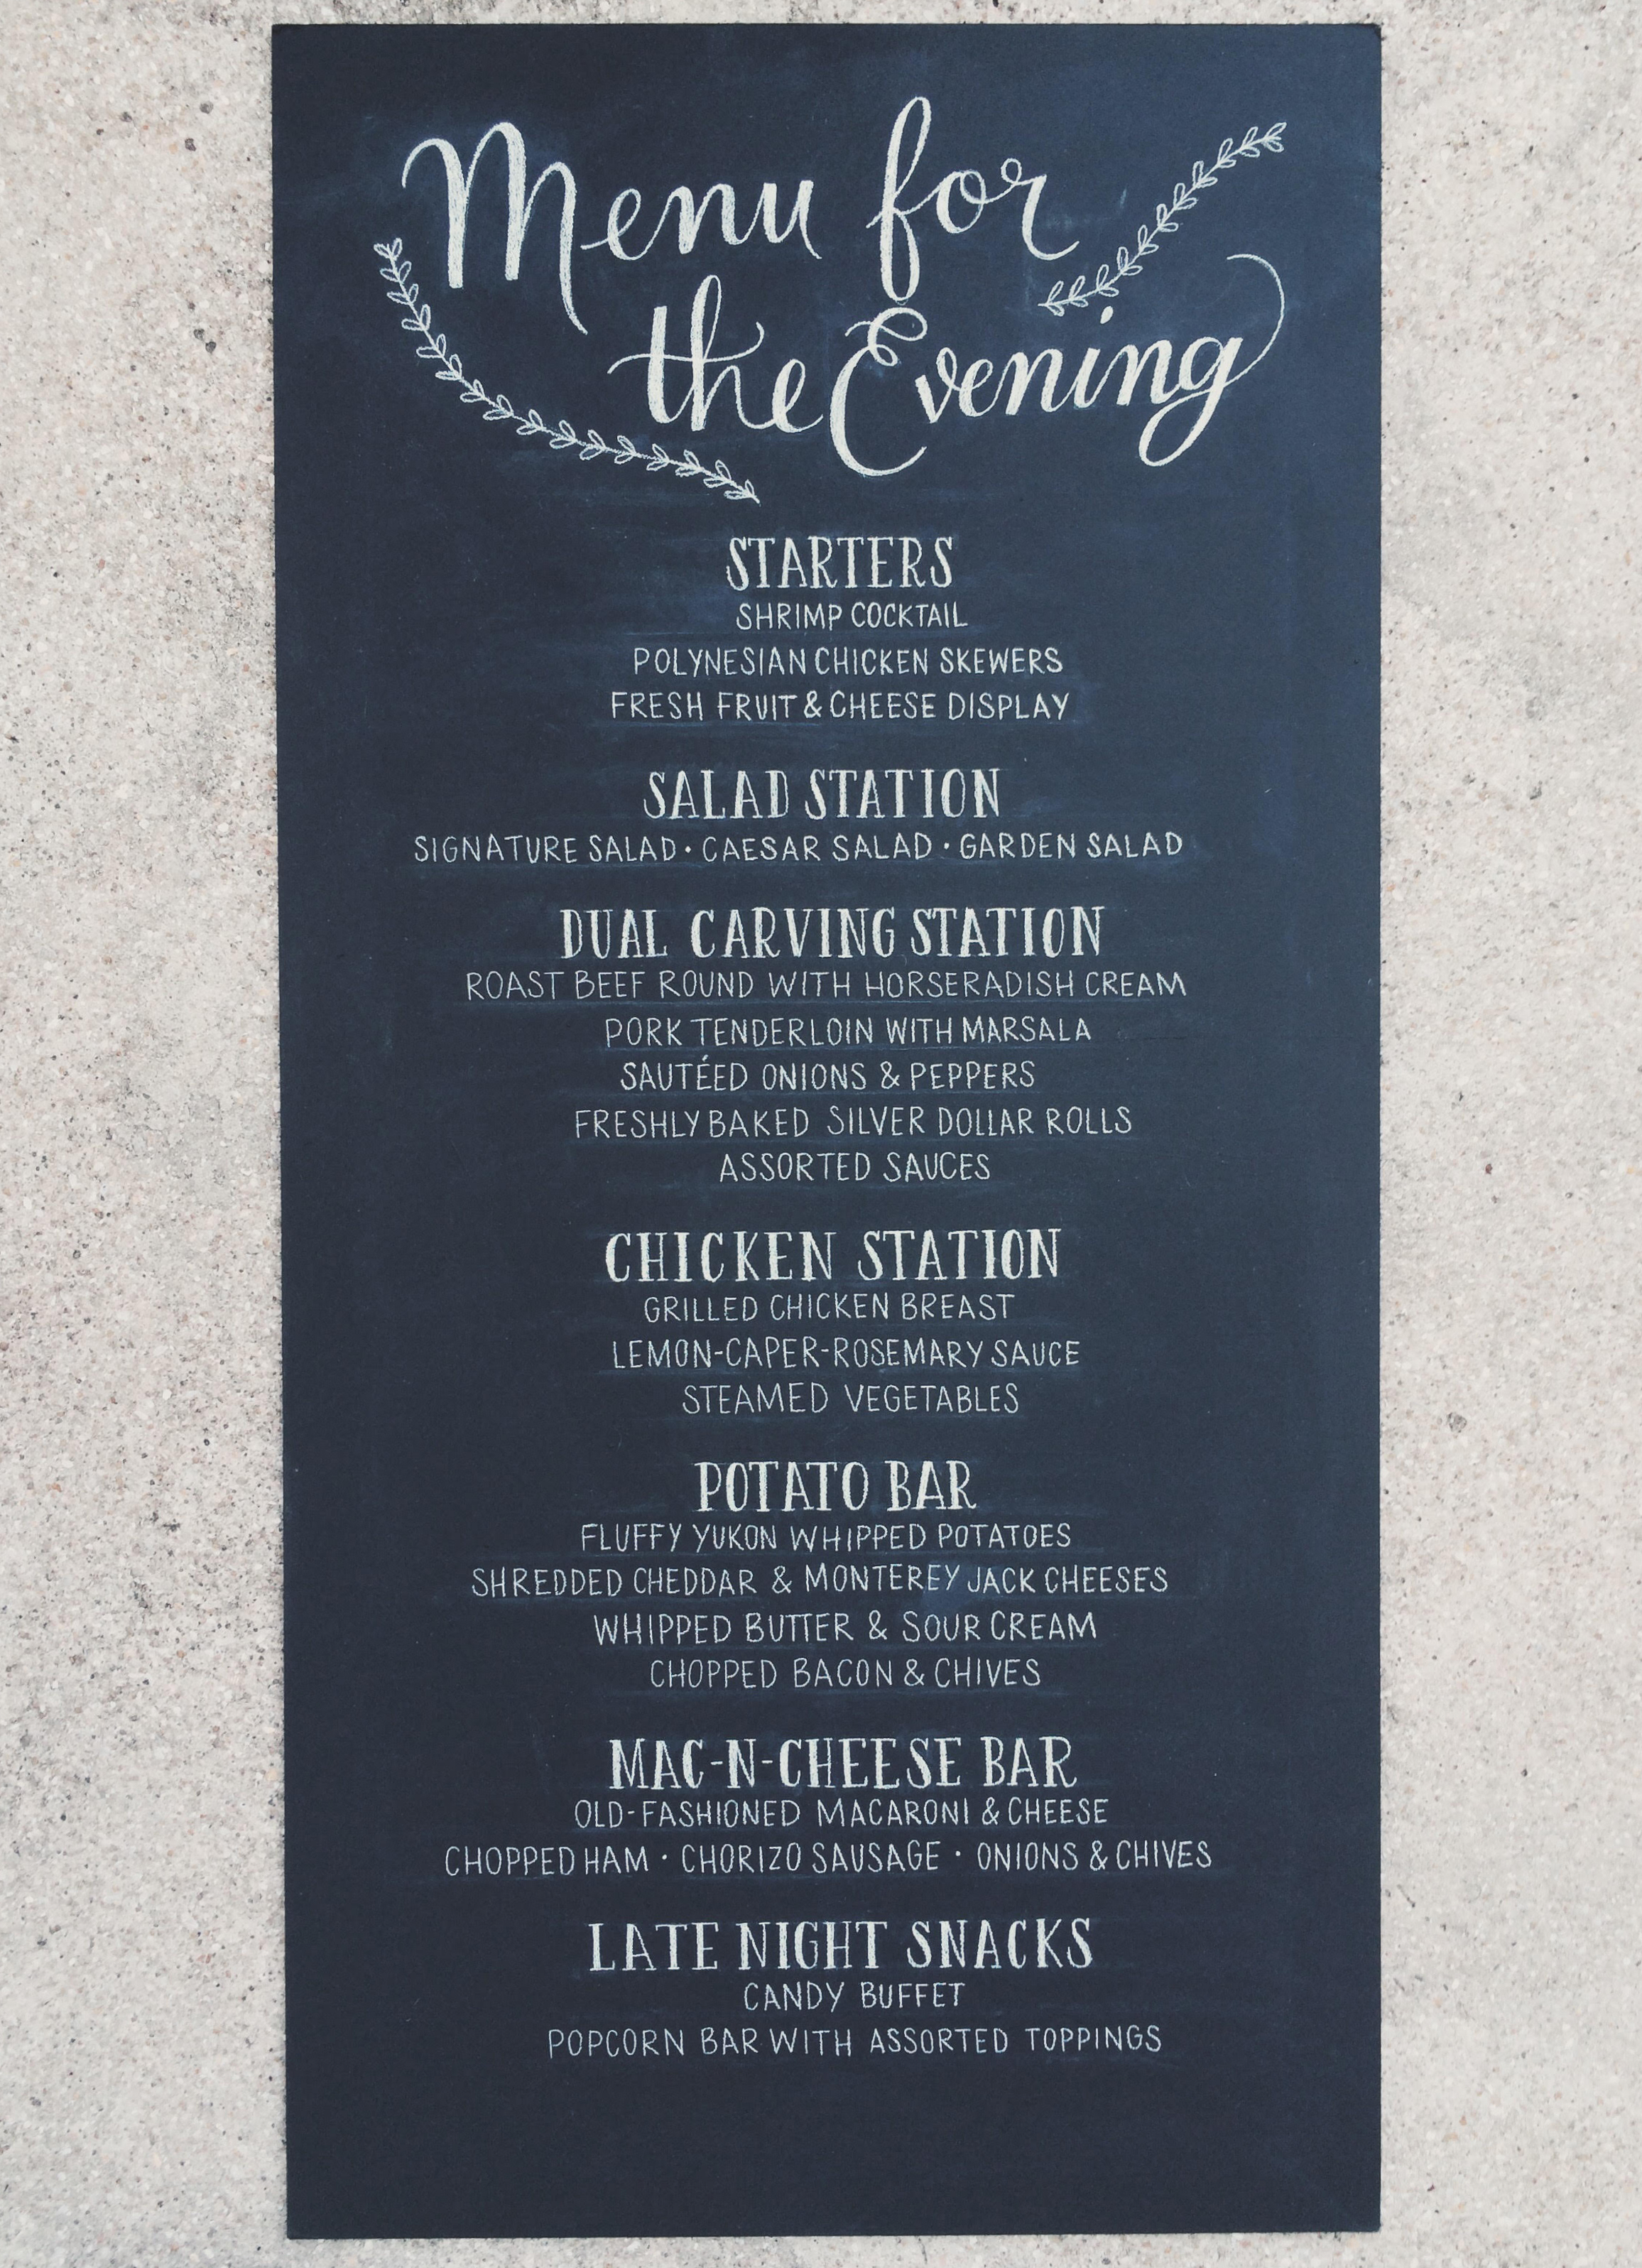 Menu for
the Evening
STARTERS
SHRIMP COCKTAIL
POLYNESIAN CHICKEN SKEWERS
FRESH FRUIT & CHEESE DISPLAY
SALAD STATION
SIGNATURE SALAD • CAESAR SALAD • GARDEN SALAD
DUAL CARVING STATION
ROAST BEEF ROUND WITH HORSERADISH CREAM
PORK TENDERLOIN WITH MARSALA
SAUTÉED ONIONS & PEPPERS
FRESHLY BAKED SILVER DOLLAR ROLLS
ASSORTED SAUCES
CHICKEN STATION
GRILLED CHICKEN BREAST
LEMON-CAPER-ROSEMARY SAUCE
STEAMED VEGETABLES
POTATO BAR
FLUFFY YUKON WHIPPED POTATOES
SHREDDED CHEDDAR & MONTEREY JACK CHEESES
WHIPPED BUTTER & SOUR CREAM
CHOPPED BACON & CHIVES
MAC-N-CHEESE BAR
OLD-FASHIONED MACARONI & CHEESE
CHOPPED HAM • CHORIZO SAUSAGE • ONIONS & CHIVES
LATE NIGHT SNACKS
CANDY BUFFET
POPCORN BAR WITH ASSORTED TOPPINGS